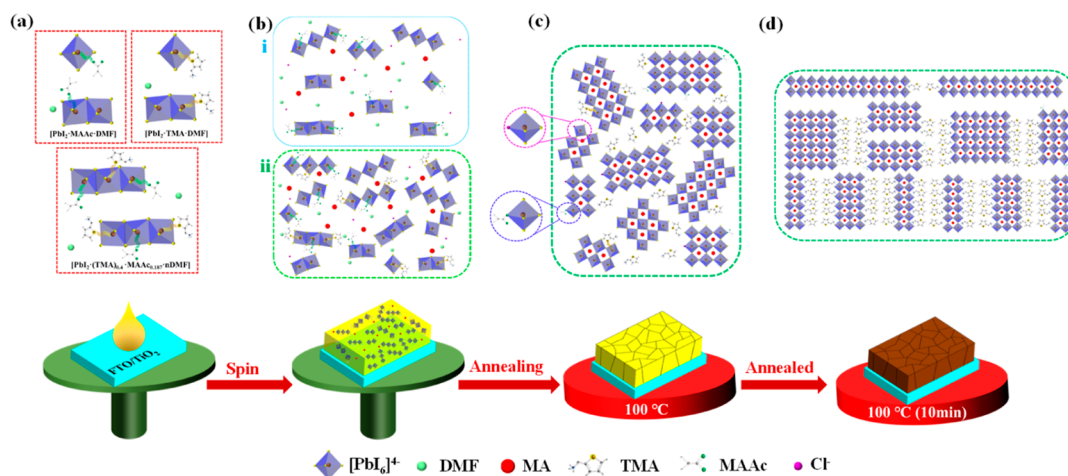 (a)
(b)
(c)
(d)
i
ii
[PbI₂·MAAc·DMF]
[PbI₂·TMA·DMF]
[PbI₂·(TMA)₀.₄·MAAc₀.₁₈₇·nDMF]
FTO/TiO₂
Spin
Annealing
Annealed
100 ℃
100 ℃ (10min)
[PbI₆]⁴⁻
DMF
MA
TMA
MAAc
Cl⁻